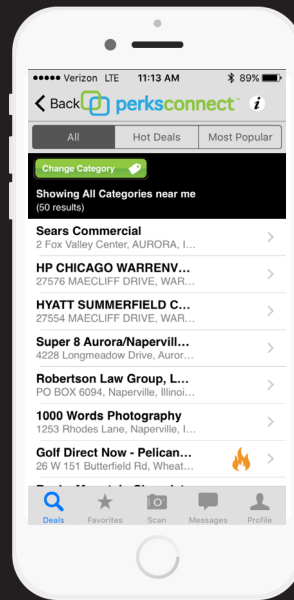 Verizon LTE 11:13 AM 89%
Back perksconnect i
All Hot Deals Most Popular
Change Category
Showing All Categories near me
(50 results)
Sears Commercial
2 Fox Valley Center, AURORA, I...
HP CHICAGO WARRENV...
27576 MAECLIFF DRIVE, WAR...
HYATT SUMMERFIELD C...
27554 MAECLIFF DRIVE, WAR...
Super 8 Aurora/Napervill...
4228 Longmeadow Drive, Auror...
Robertson Law Group, L...
PO BOX 6094, Naperville, Illinoi...
1000 Words Photography
1253 Rhodes Lane, Naperville, I...
Golf Direct Now - Pelican...
26 W 151 Butterfield Rd, Wheat...
Deals Favorites Scan Messages Profile